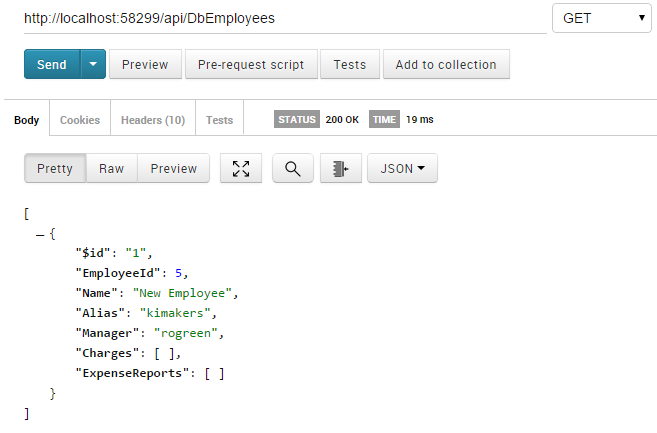 http://localhost:58299/api/DbEmployees GET
Send Preview Pre-request script Tests Add to collection
Body Cookies Headers (10) Tests STATUS 200 OK TIME 19 ms
Pretty Raw Preview JSON
[
{
"$id": "1",
"EmployeeId": 5,
"Name": "New Employee",
"Alias": "kimakers",
"Manager": "rogreen",
"Charges": [ ],
"ExpenseReports": [ ]
}
]